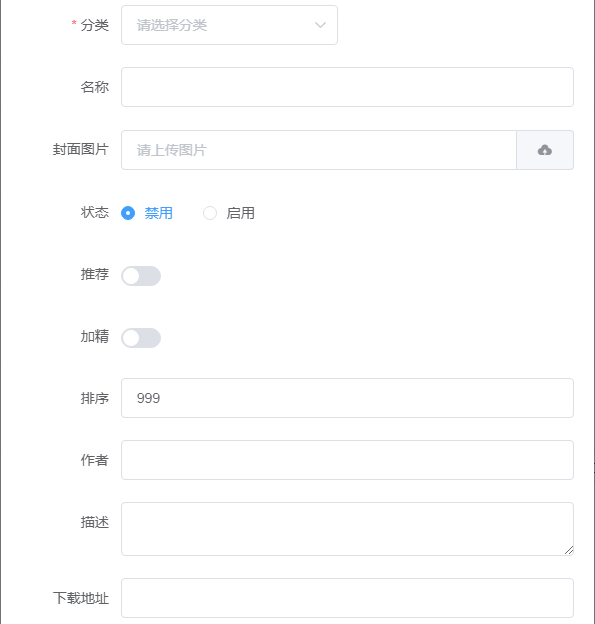 * 分类 请选择分类
名称
封面图片 请上传图片
状态 禁用 启用
推荐
加精
排序 999
作者
描述
下载地址